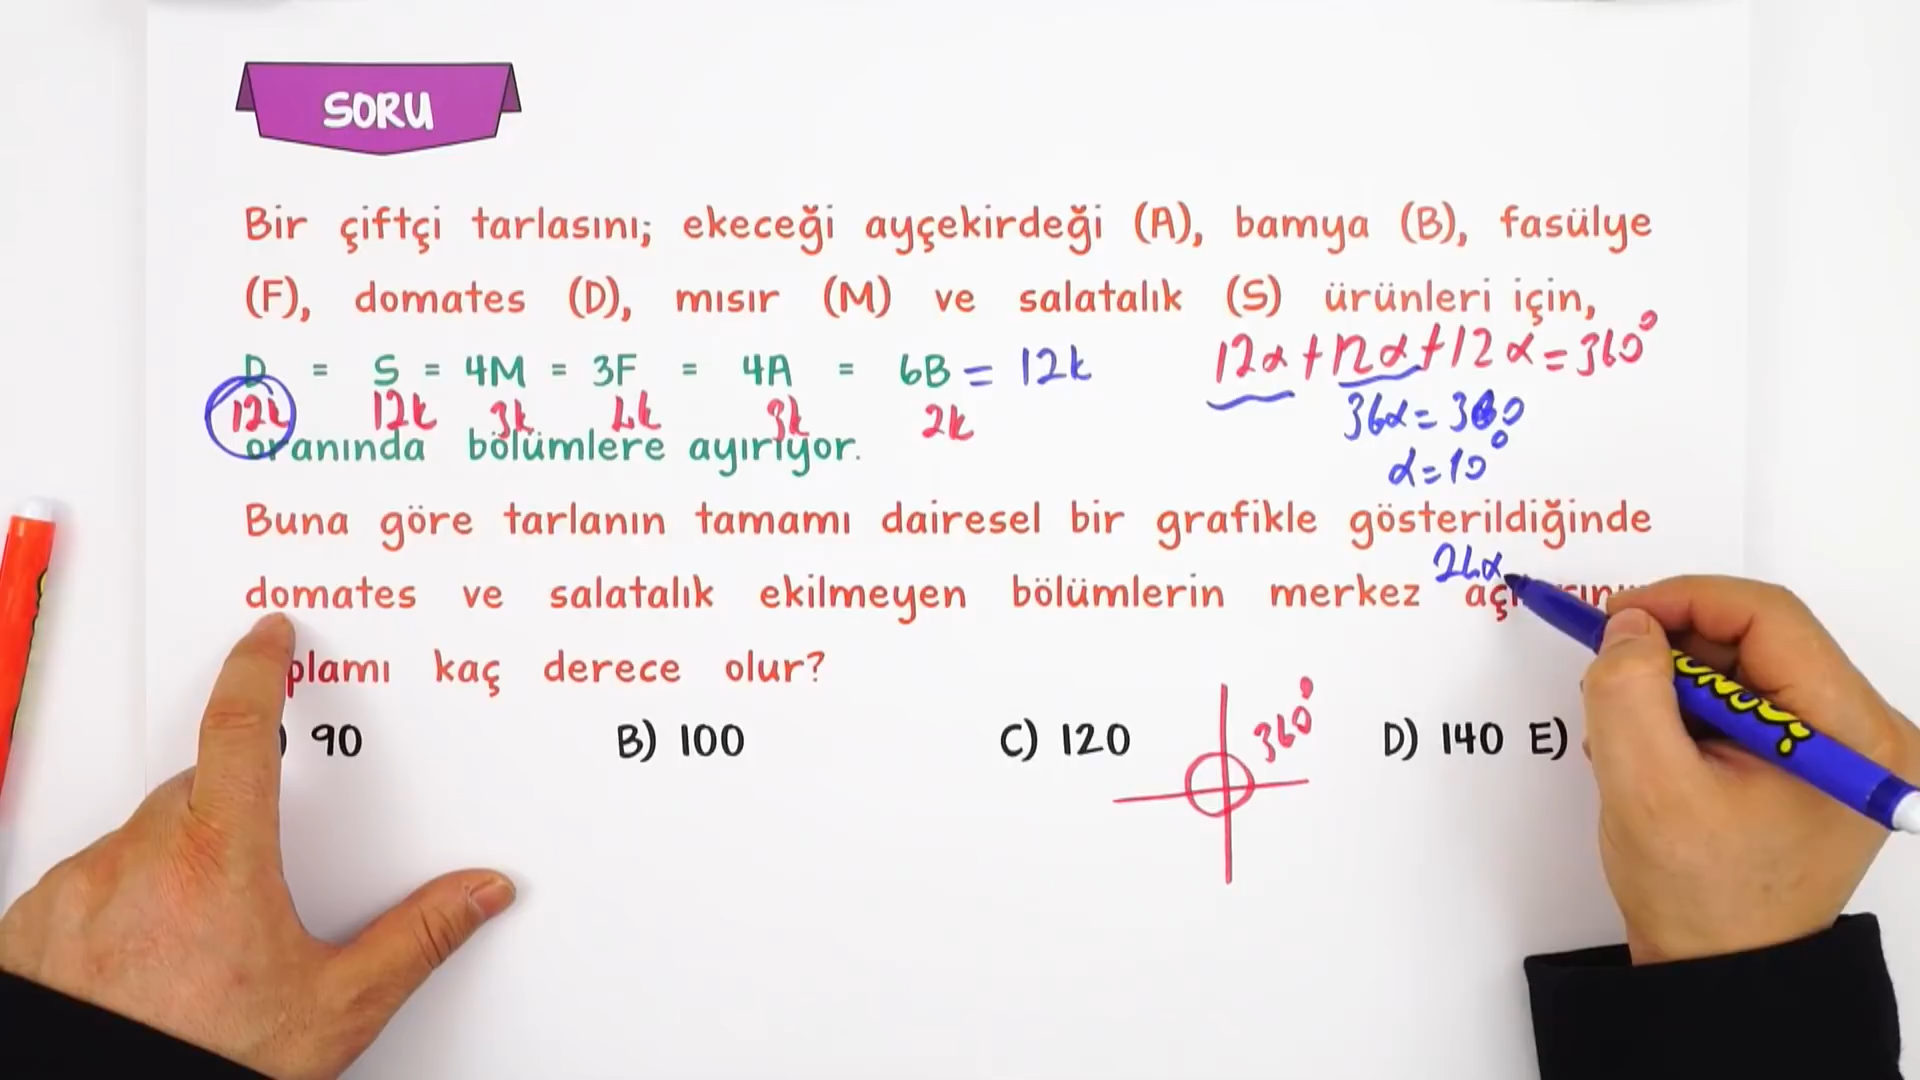 SORU
Bir çiftçi tarlasını; ekeceği ayçekirdeği (A), bamya (B), fasülye
(F), domates (D), mısır (M) ve salatalık (S) ürünleri için,
12α + 12α + 12α = 360°
D = S = 4M = 3F = 4A = 6B = 12k
12k 12k 3k 4k 3k 2k
36α = 360
oranında bölümlere ayırıyor.
α = 10°
Buna göre tarlanın tamamı dairesel bir grafikle gösterildiğinde
24α
domates ve salatalık ekilmeyen bölümlerin merkez
plamı kaç derece olur?
) 90 B) 100 C) 120 D) 140 E)
360°